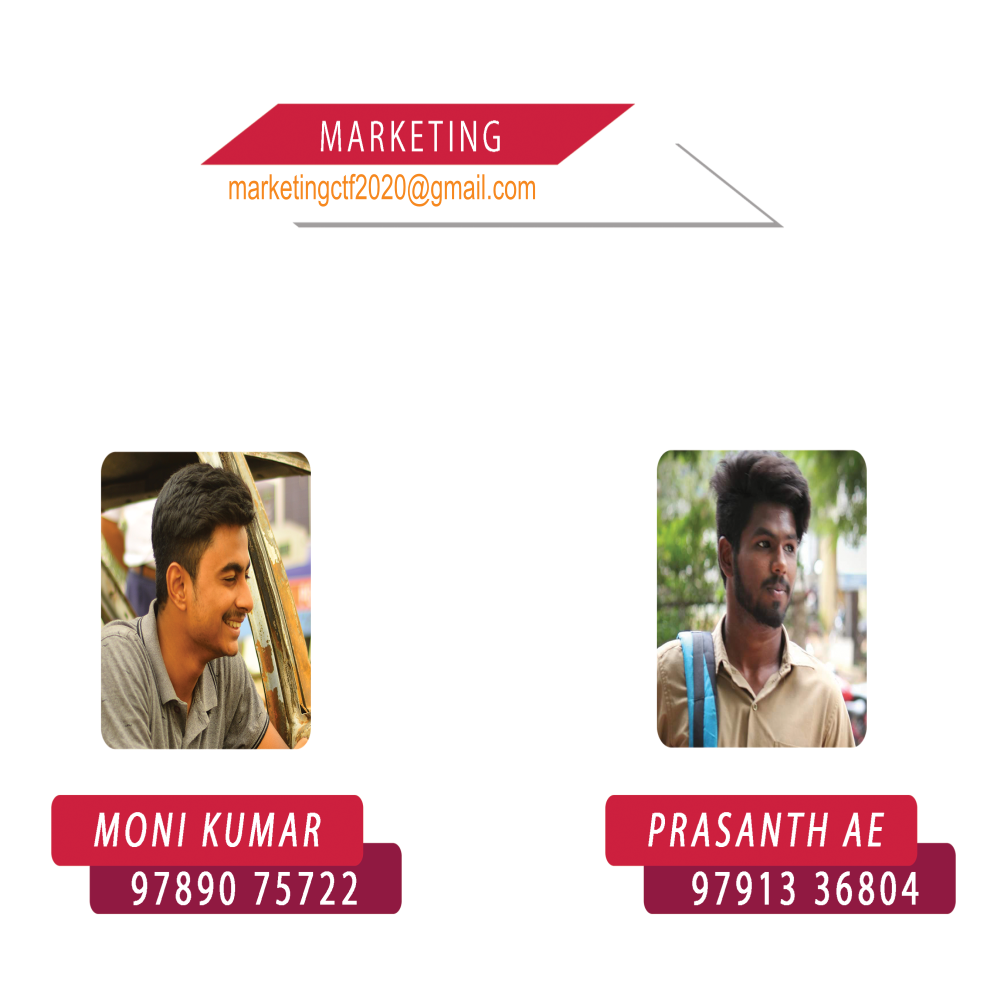 MARKETING
marketingctf2020@gmail.com
MONI KUMAR
97890 75722
PRASANTH AE
97913 36804